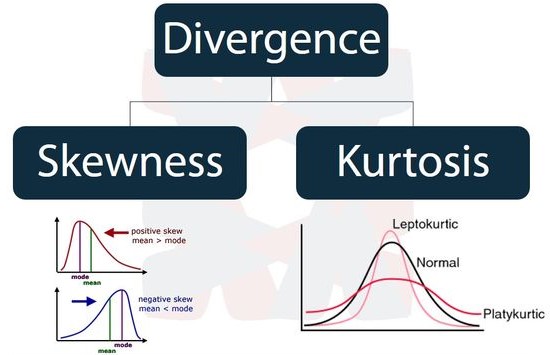 Divergence
Skewness
Kurtosis
positive skew
mean > mode
mode
mean
negative skew
mean < mode
mode
mean
Leptokurtic
Normal
Platykurtic